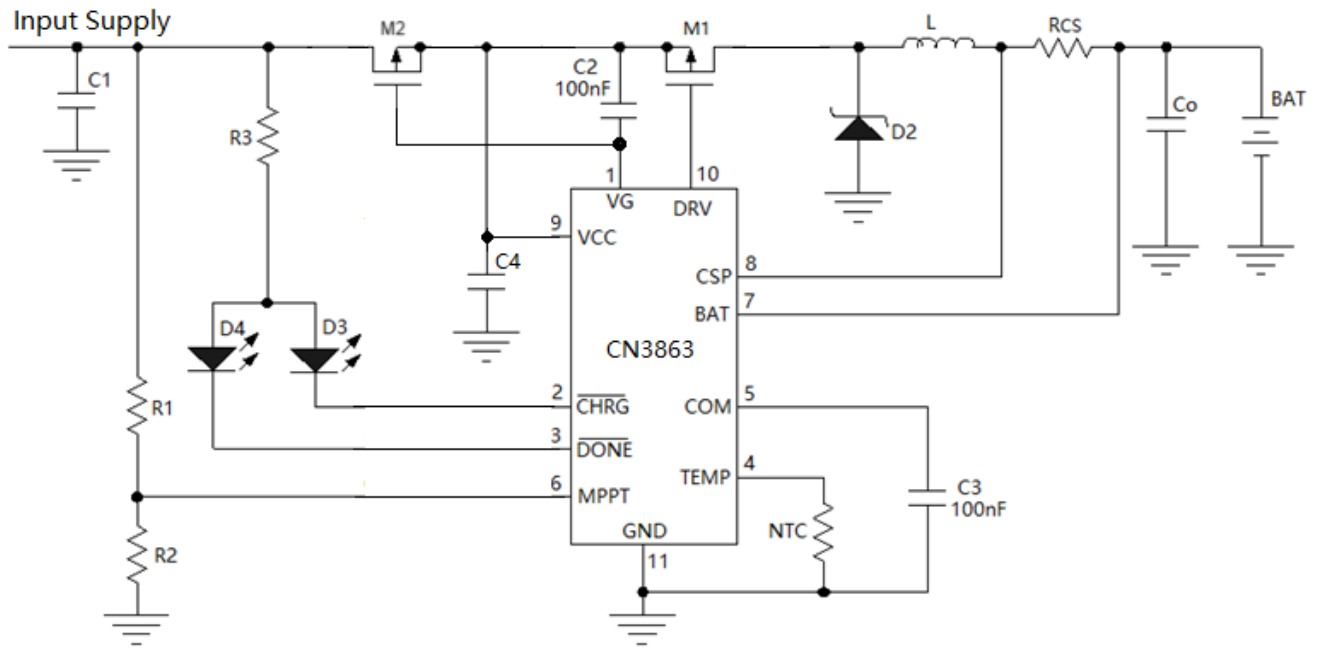 Input Supply
M2
M1
L
RCS
C1
C2
100nF
R3
D2
Co
BAT
1
10
VG
DRV
9
VCC
C4
CSP
8
BAT
7
D4
D3
CN3863
2
CHRG
COM
5
R1
3
DONE
6
MPPT
TEMP
4
C3
100nF
NTC
GND
R2
11